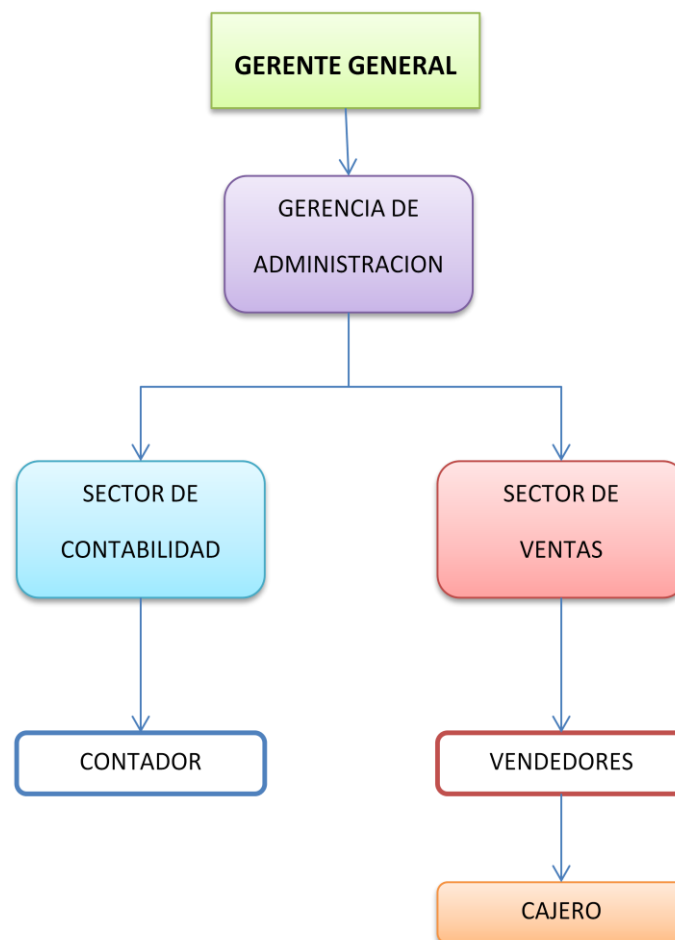 GERENTE GENERAL
GERENCIA DE
ADMINISTRACION
SECTOR DE
CONTABILIDAD
SECTOR DE
VENTAS
CONTADOR
VENDEDORES
CAJERO